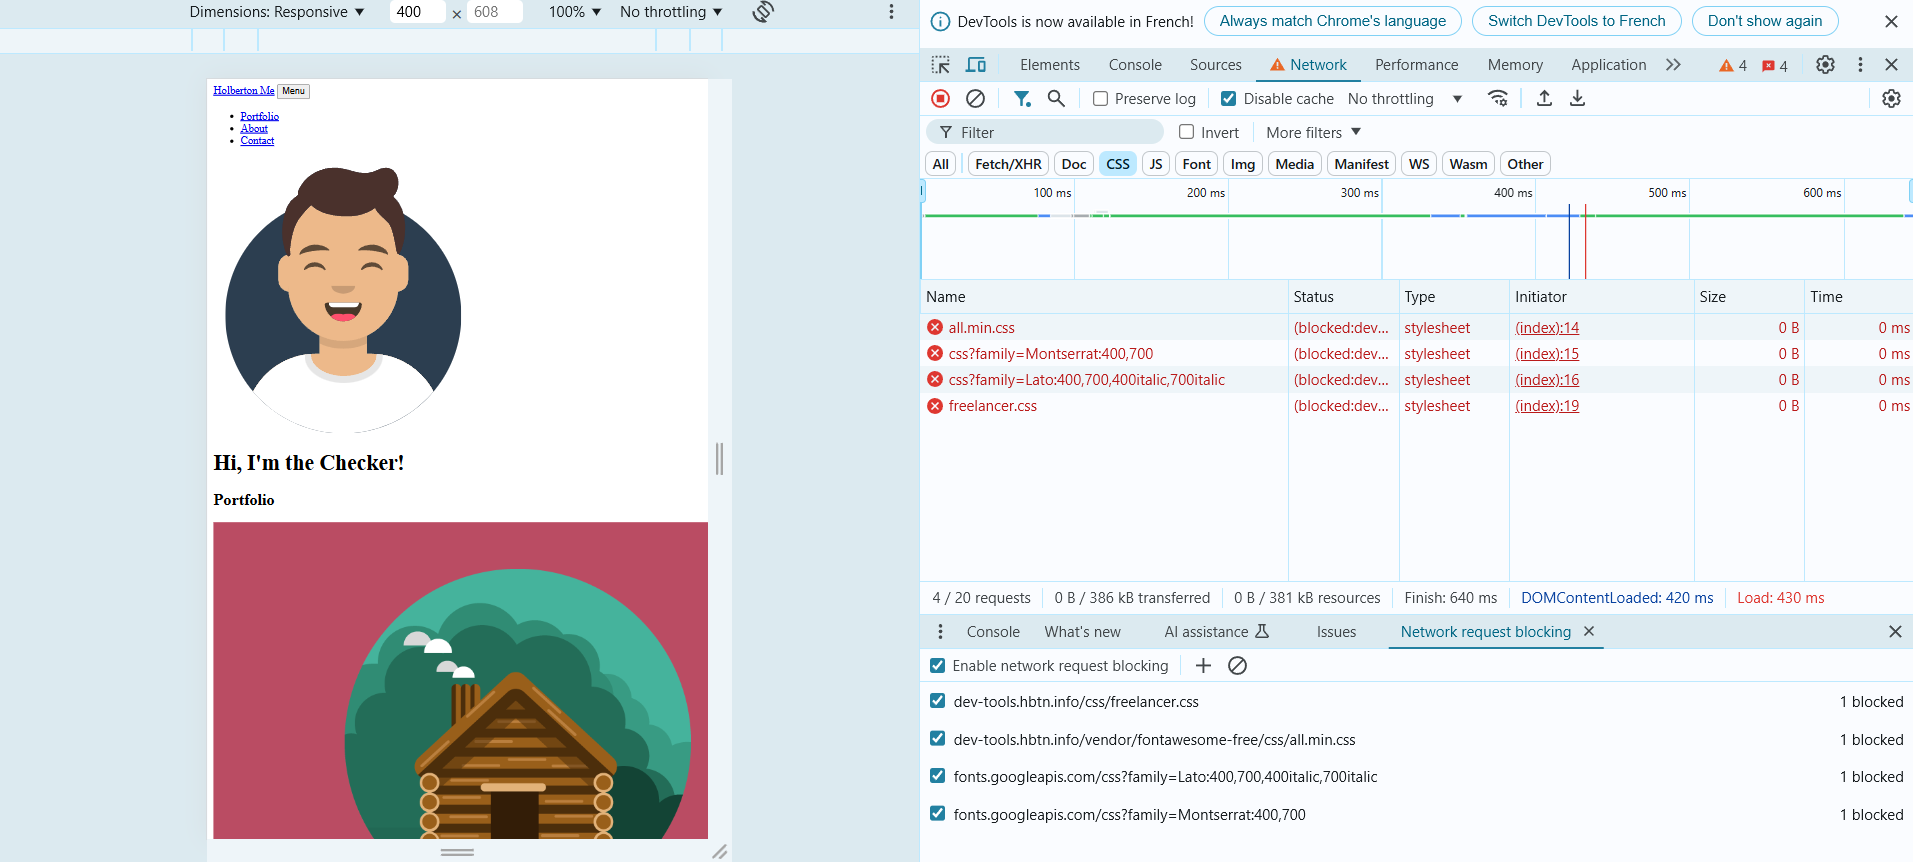 Dimensions: Responsive ▼ 400 × 608 100% ▼ No throttling ▼
Holberton Me Menu
Portfolio
About
Contact
Hi, I'm the Checker!
Portfolio
DevTools is now available in French! Always match Chrome's language Switch DevTools to French Don't show again
Elements Console Sources Network Performance Memory Application 4 4
Preserve log Disable cache No throttling ▼
Filter Invert More filters ▼
All Fetch/XHR Doc CSS JS Font Img Media Manifest WS Wasm Other
100 ms 200 ms 300 ms 400 ms 500 ms 600 ms
Name Status Type Initiator Size Time
all.min.css (blocked:dev... stylesheet (index):14 0 B 0 ms
css?family=Montserrat:400,700 (blocked:dev... stylesheet (index):15 0 B 0 ms
css?family=Lato:400,700,400italic,700italic (blocked:dev... stylesheet (index):16 0 B 0 ms
freelancer.css (blocked:dev... stylesheet (index):19 0 B 0 ms
4 / 20 requests 0 B / 386 kB transferred 0 B / 381 kB resources Finish: 640 ms DOMContentLoaded: 420 ms Load: 430 ms
Console What's new AI assistance Issues Network request blocking
Enable network request blocking
dev-tools.hbtn.info/css/freelancer.css 1 blocked
dev-tools.hbtn.info/vendor/fontawesome-free/css/all.min.css 1 blocked
fonts.googleapis.com/css?family=Lato:400,700,400italic,700italic 1 blocked
fonts.googleapis.com/css?family=Montserrat:400,700 1 blocked